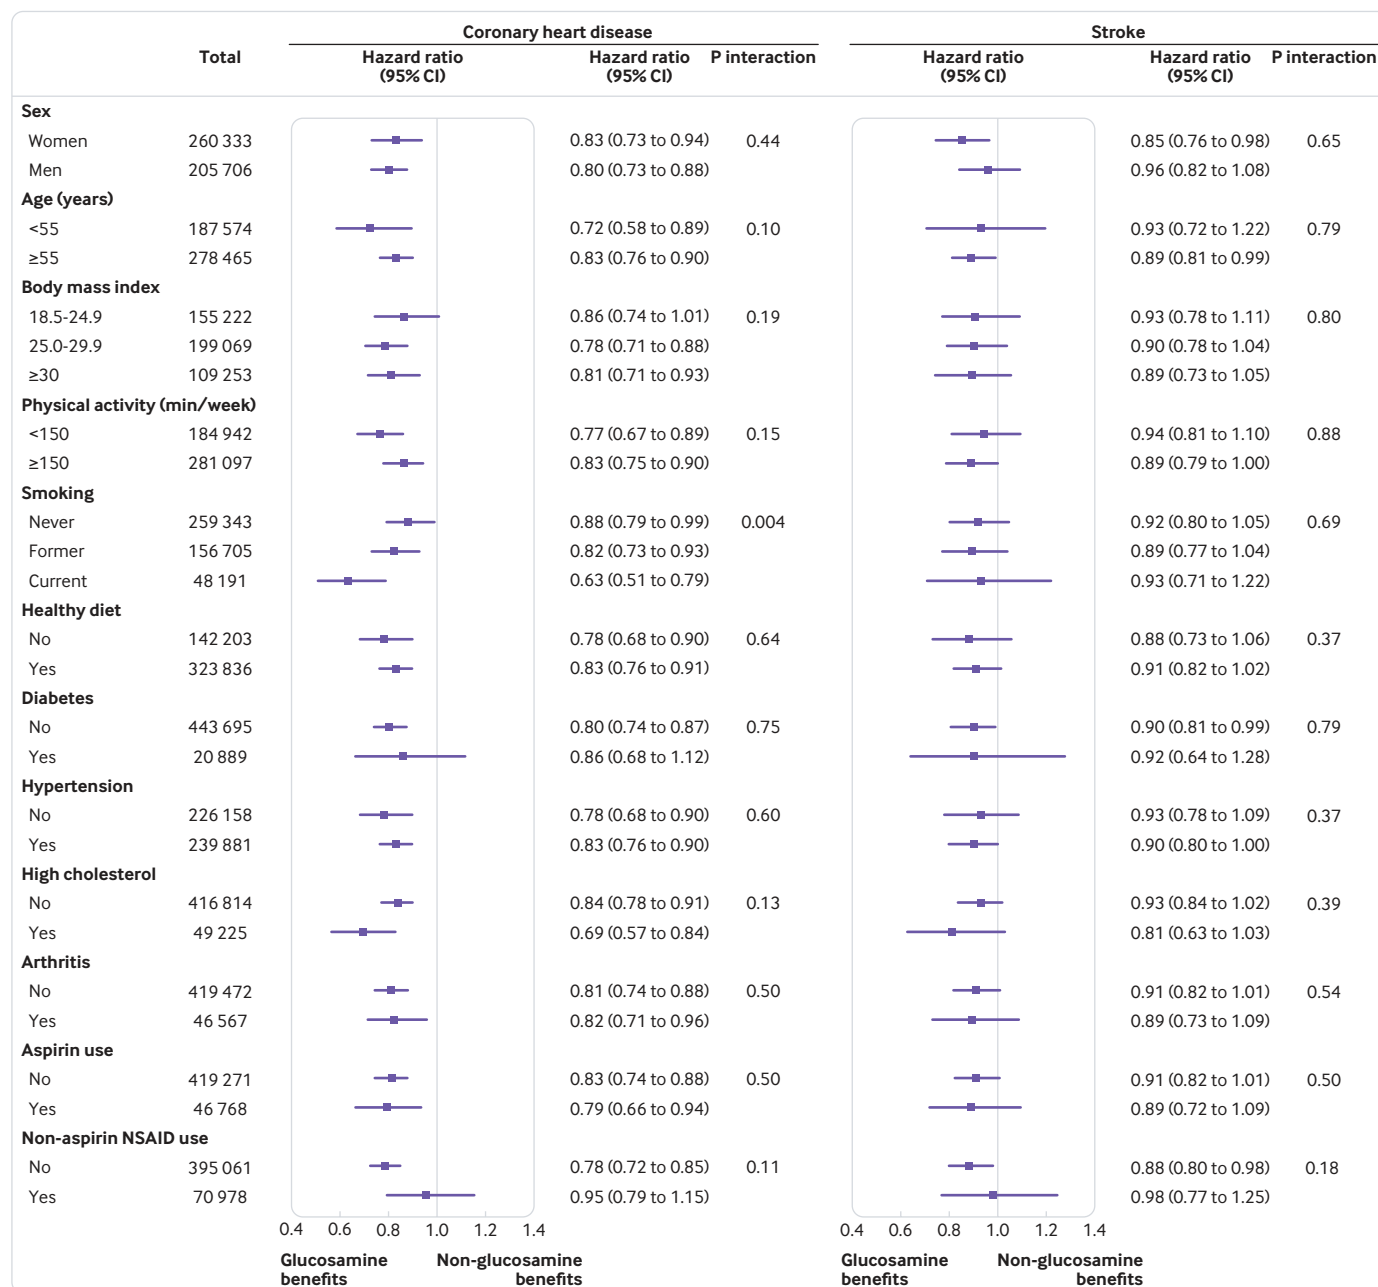 Coronary heart disease Stroke
Total Hazard ratio (95% CI) Hazard ratio (95% CI) P interaction Hazard ratio (95% CI) Hazard ratio (95% CI) P interaction
Sex
Women 260 333 0.83 (0.73 to 0.94) 0.44 0.85 (0.76 to 0.98) 0.65
Men 205 706 0.80 (0.73 to 0.88) 0.96 (0.82 to 1.08)
Age (years)
<55 187 574 0.72 (0.58 to 0.89) 0.10 0.93 (0.72 to 1.22) 0.79
≥55 278 465 0.83 (0.76 to 0.90) 0.89 (0.81 to 0.99)
Body mass index
18.5-24.9 155 222 0.86 (0.74 to 1.01) 0.19 0.93 (0.78 to 1.11) 0.80
25.0-29.9 199 069 0.78 (0.71 to 0.88) 0.90 (0.78 to 1.04)
≥30 109 253 0.81 (0.71 to 0.93) 0.89 (0.73 to 1.05)
Physical activity (min/week)
<150 184 942 0.77 (0.67 to 0.89) 0.15 0.94 (0.81 to 1.10) 0.88
≥150 281 097 0.83 (0.75 to 0.90) 0.89 (0.79 to 1.00)
Smoking
Never 259 343 0.88 (0.79 to 0.99) 0.004 0.92 (0.80 to 1.05) 0.69
Former 156 705 0.82 (0.73 to 0.93) 0.89 (0.77 to 1.04)
Current 48 191 0.63 (0.51 to 0.79) 0.93 (0.71 to 1.22)
Healthy diet
No 142 203 0.78 (0.68 to 0.90) 0.64 0.88 (0.73 to 1.06) 0.37
Yes 323 836 0.83 (0.76 to 0.91) 0.91 (0.82 to 1.02)
Diabetes
No 443 695 0.80 (0.74 to 0.87) 0.75 0.90 (0.81 to 0.99) 0.79
Yes 20 889 0.86 (0.68 to 1.12) 0.92 (0.64 to 1.28)
Hypertension
No 226 158 0.78 (0.68 to 0.90) 0.60 0.93 (0.78 to 1.09) 0.37
Yes 239 881 0.83 (0.76 to 0.90) 0.90 (0.80 to 1.00)
High cholesterol
No 416 814 0.84 (0.78 to 0.91) 0.13 0.93 (0.84 to 1.02) 0.39
Yes 49 225 0.69 (0.57 to 0.84) 0.81 (0.63 to 1.03)
Arthritis
No 419 472 0.81 (0.74 to 0.88) 0.50 0.91 (0.82 to 1.01) 0.54
Yes 46 567 0.82 (0.71 to 0.96) 0.89 (0.73 to 1.09)
Aspirin use
No 419 271 0.83 (0.74 to 0.88) 0.50 0.91 (0.82 to 1.01) 0.50
Yes 46 768 0.79 (0.66 to 0.94) 0.89 (0.72 to 1.09)
Non-aspirin NSAID use
No 395 061 0.78 (0.72 to 0.85) 0.11 0.88 (0.80 to 0.98) 0.18
Yes 70 978 0.95 (0.79 to 1.15) 0.98 (0.77 to 1.25)
0.4 0.6 0.8 1.0 1.2 1.4 0.4 0.6 0.8 1.0 1.2 1.4
Glucosamine Non-glucosamine Glucosamine Non-glucosamine
benefits benefits benefits benefits